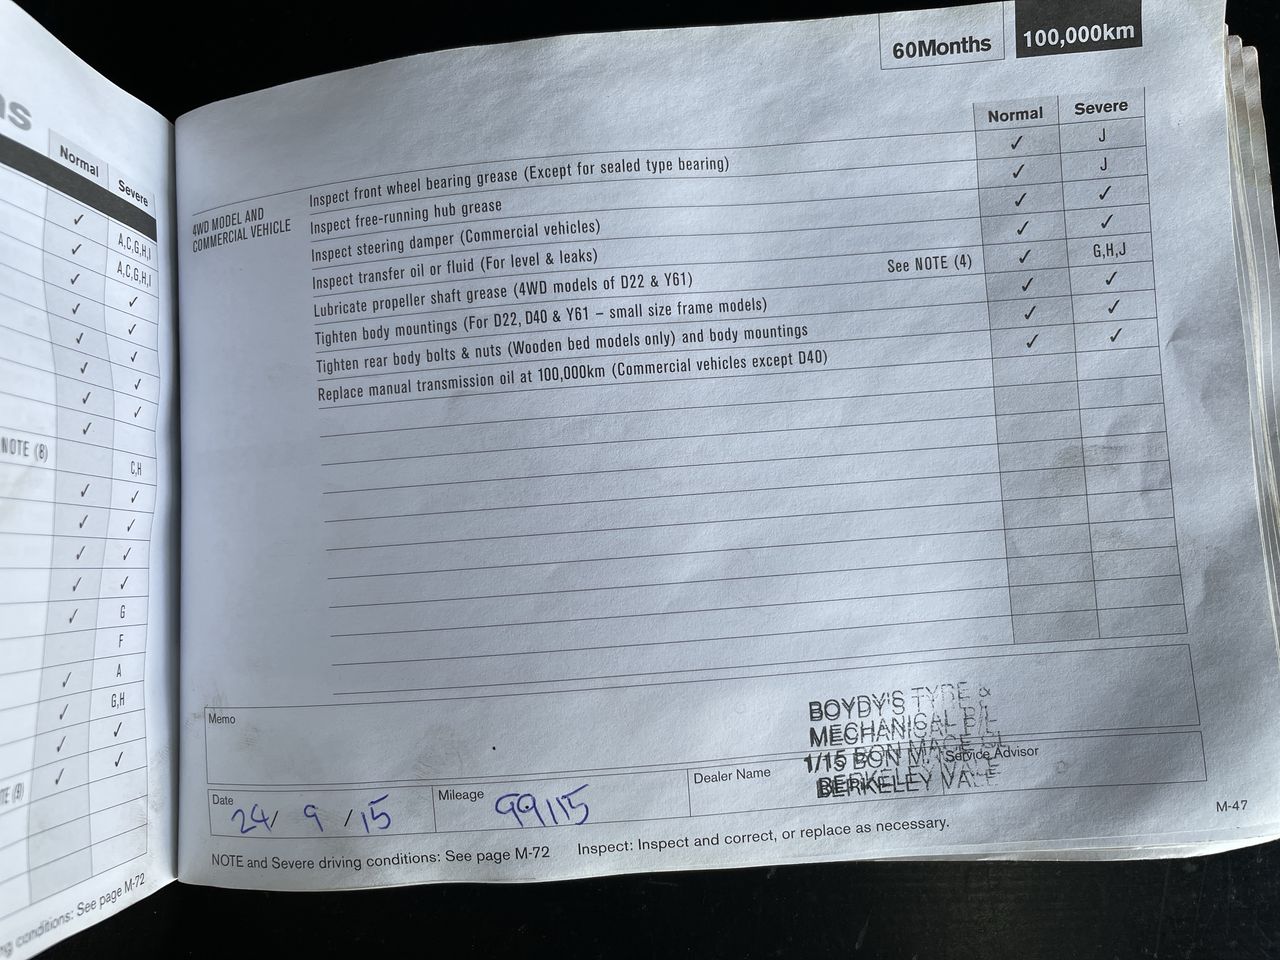 ns
Normal
Severe
✓
A,C,G,H,I
✓
A,C,G,H,I
✓ ✓
✓ ✓
✓ ✓
✓ ✓
✓ ✓
✓
NOTE (8)
C,H
✓ ✓
✓ ✓
✓ ✓
✓ ✓
✓ G
F
✓ A
✓ G,H
✓ ✓
✓ ✓
conditions: See page M-72
60Months 100,000km
Normal Severe
4WD MODEL AND
COMMERCIAL VEHICLE
Inspect front wheel bearing grease (Except for sealed type bearing) ✓ J
Inspect free-running hub grease ✓ J
Inspect steering damper (Commercial vehicles) ✓ ✓
Inspect transfer oil or fluid (For level & leaks) ✓ ✓
Lubricate propeller shaft grease (4WD models of D22 & Y61) See NOTE (4) ✓ G,H,J
Tighten body mountings (For D22, D40 & Y61 – small size frame models) ✓ ✓
Tighten rear body bolts & nuts (Wooden bed models only) and body mountings ✓ ✓
Replace manual transmission oil at 100,000km (Commercial vehicles except D40) ✓ ✓
Memo
BOYDY'S TYRE &
MECHANICAL P/L
1/15 BON MACE CL
BERKELEY VALE
Date 24/ 9 /15
Mileage 99115
Dealer Name
Service Advisor
NOTE and Severe driving conditions: See page M-72 Inspect: Inspect and correct, or replace as necessary.
M-47